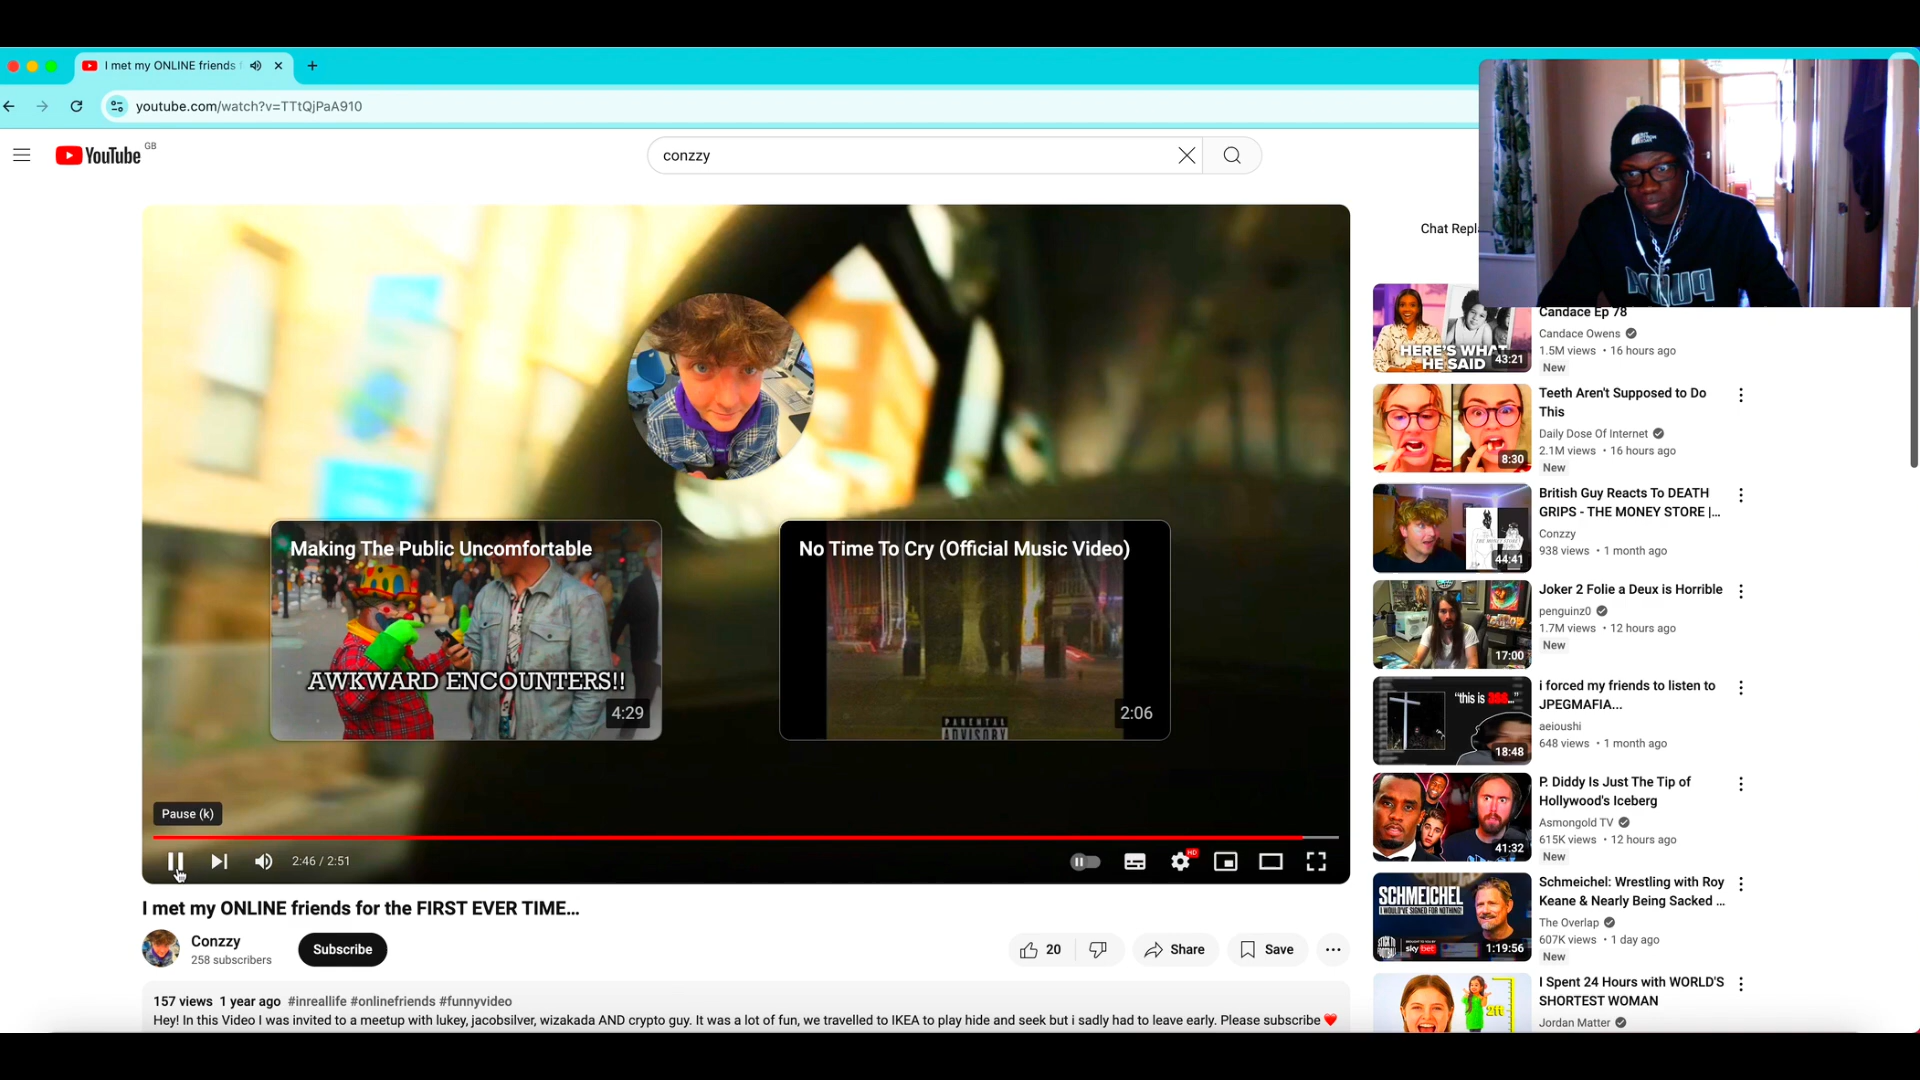 I met my ONLINE friends f
youtube.com/watch?v=TTtQjPaA910
YouTube GB
conzzy
Chat Repla
Making The Public Uncomfortable
AWKWARD ENCOUNTERS!!
4:29
No Time To Cry (Official Music Video)
PARENTAL
ADVISORY
2:06
Pause (k)
2:46 / 2:51
HD
I met my ONLINE friends for the FIRST EVER TIME...
Conzzy
258 subscribers
Subscribe
20
Share
Save
157 views 1 year ago #inreallife #onlinefriends #funnyvideo
Hey! In this Video I was invited to a meetup with lukey, jacobsilver, wizakada AND crypto guy. It was a lot of fun, we travelled to IKEA to play hide and seek but i sadly had to leave early. Please subscribe ❤️
HERE'S WHAT
HE SAID
43:21
Candace Ep 78
Candace Owens
1.5M views • 16 hours ago
New
8:30
Teeth Aren't Supposed to Do
This
Daily Dose Of Internet
2.1M views • 16 hours ago
New
44:41
British Guy Reacts To DEATH
GRIPS - THE MONEY STORE |...
Conzzy
938 views • 1 month ago
17:00
Joker 2 Folie a Deux is Horrible
penguinz0
1.7M views • 12 hours ago
New
"this is
18:48
i forced my friends to listen to
JPEGMAFIA...
aeioushi
648 views • 1 month ago
41:32
P. Diddy Is Just The Tip of
Hollywood's Iceberg
Asmongold TV
615K views • 12 hours ago
New
SCHMEICHEL
I WOULD'VE SIGNED FOR NOTHING!
sky bet
1:19:56
Schmeichel: Wrestling with Roy
Keane & Nearly Being Sacked ...
The Overlap
607K views • 1 day ago
New
2ft
I Spent 24 Hours with WORLD'S
SHORTEST WOMAN
Jordan Matter